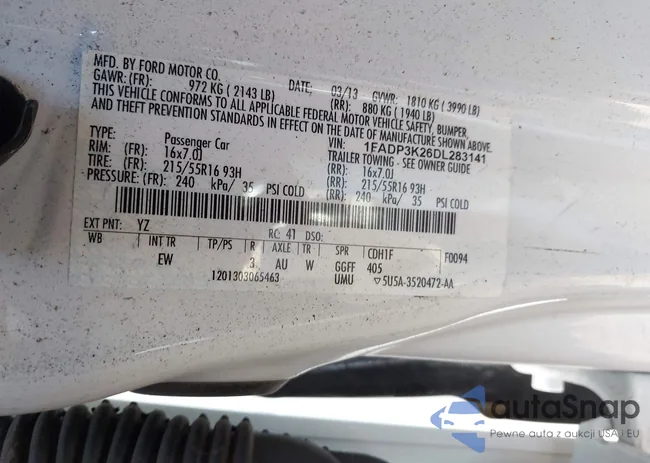 MFD. BY FORD MOTOR CO.
DATE: 03/13 GVWR: 1810 KG ( 3990 LB)
GAWR: (FR): 972 KG ( 2143 LB) (RR): 880 KG ( 1940 LB)
THIS VEHICLE CONFORMS TO ALL APPLICABLE FEDERAL MOTOR VEHICLE SAFETY, BUMPER,
AND THEFT PREVENTION STANDARDS IN EFFECT ON THE DATE OF MANUFACTURE SHOWN ABOVE.
VIN: 1FADP3K26DL283141
TYPE: Passenger Car TRAILER TOWING - SEE OWNER GUIDE
RIM: (FR) 16x7.0J (RR) 16x7.0J
TIRE: (FR) 215/55R16 93H (RR) 215/55R16 93H
PRESSURE: (FR) 240 kPa/ 35 PSI COLD (RR) 240 kPa/ 35 PSI COLD
EXT PNT: YZ RC: 41 DSO: F0094
WB INT TR TP/PS R AXLE TR SPR CDH1F
EW 3 AU W GGFF 405
1201303065463 UMU ▽5U5A-3520472-AA
autaSnap
Pewne auta z aukcji USA i EU